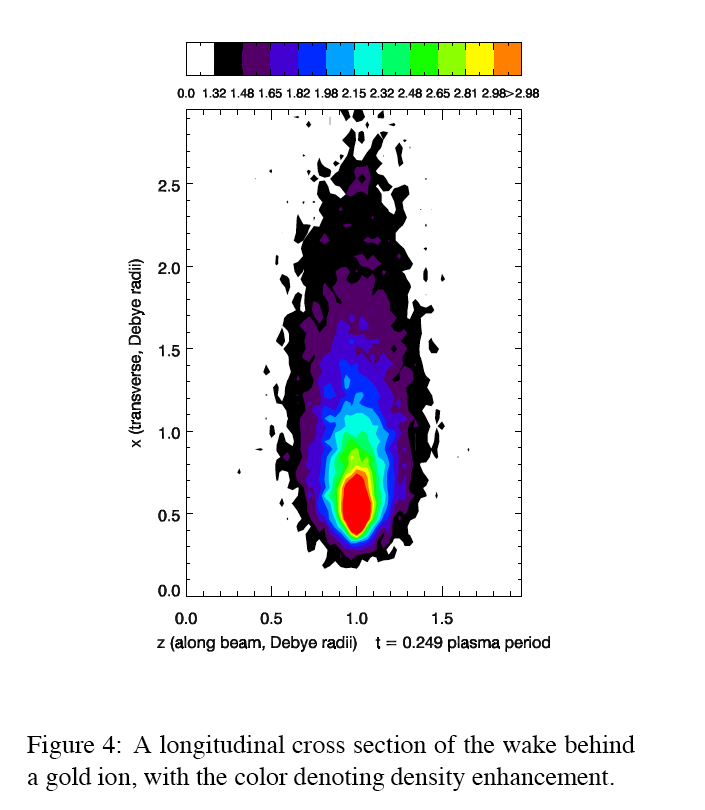 0.0 1.32 1.48 1.65 1.82 1.98 2.15 2.32 2.48 2.65 2.81 2.98>2.98
2.5
2.0
1.5
1.0
0.5
0.0
x (transverse, Debye radii)
0.0 0.5 1.0 1.5
z (along beam, Debye radii) t = 0.249 plasma period
Figure 4: A longitudinal cross section of the wake behind
a gold ion, with the color denoting density enhancement.